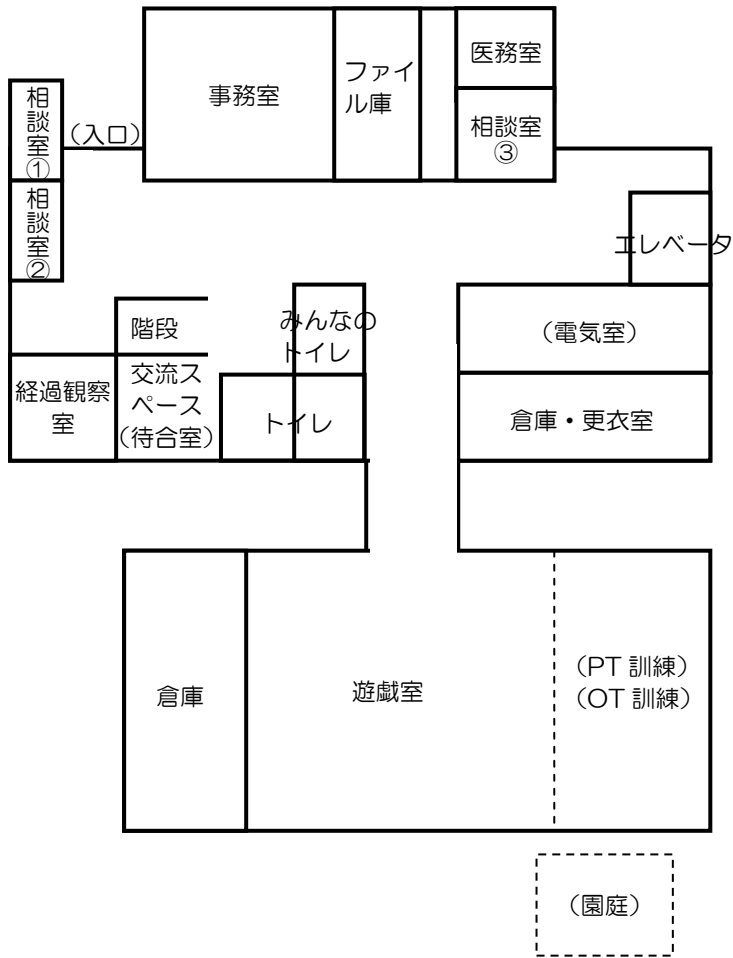 医務室
事務室
ファイ
ル庫
相談室①
（入口）
相談室
③
相談室②
エレベータ
階段
みんなの
トイレ
（電気室）
経過観察
室
交流ス
ペース
（待合室）
トイレ
倉庫・更衣室
倉庫
遊戯室
（PT 訓練）
（OT 訓練）
（園庭）